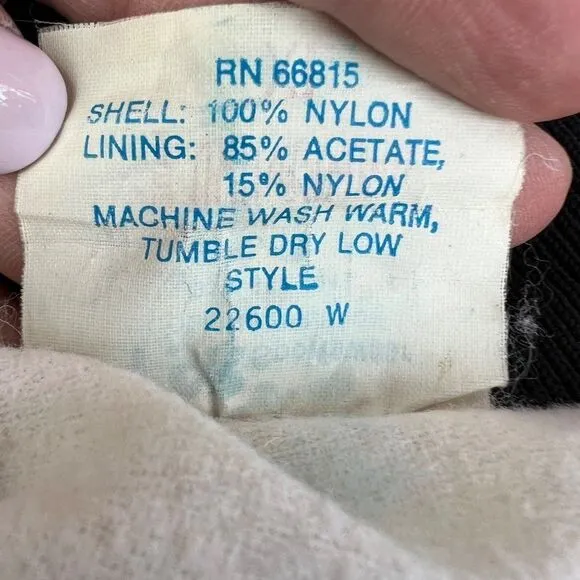 RN 66815
SHELL: 100% NYLON
LINING: 85% ACETATE,
15% NYLON
MACHINE WASH WARM,
TUMBLE DRY LOW
STYLE
22600 W